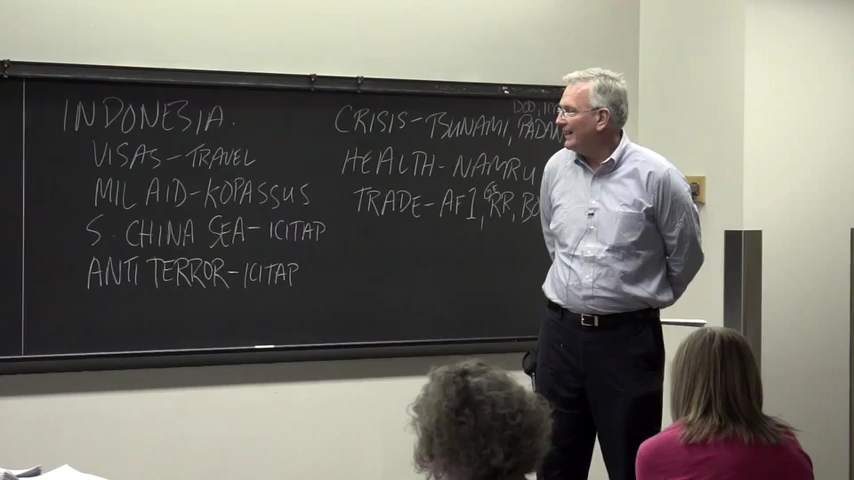 INDONESIA.
VISAS-TRAVEL
MIL AID-KOPASSUS
S. CHINA SEA-ICITAP
ANTI TERROR-ICITAP
DOD,
CRISIS-TSUNAMI,
HEALTH-NAMRU
TRADE-AF1, GE RR,